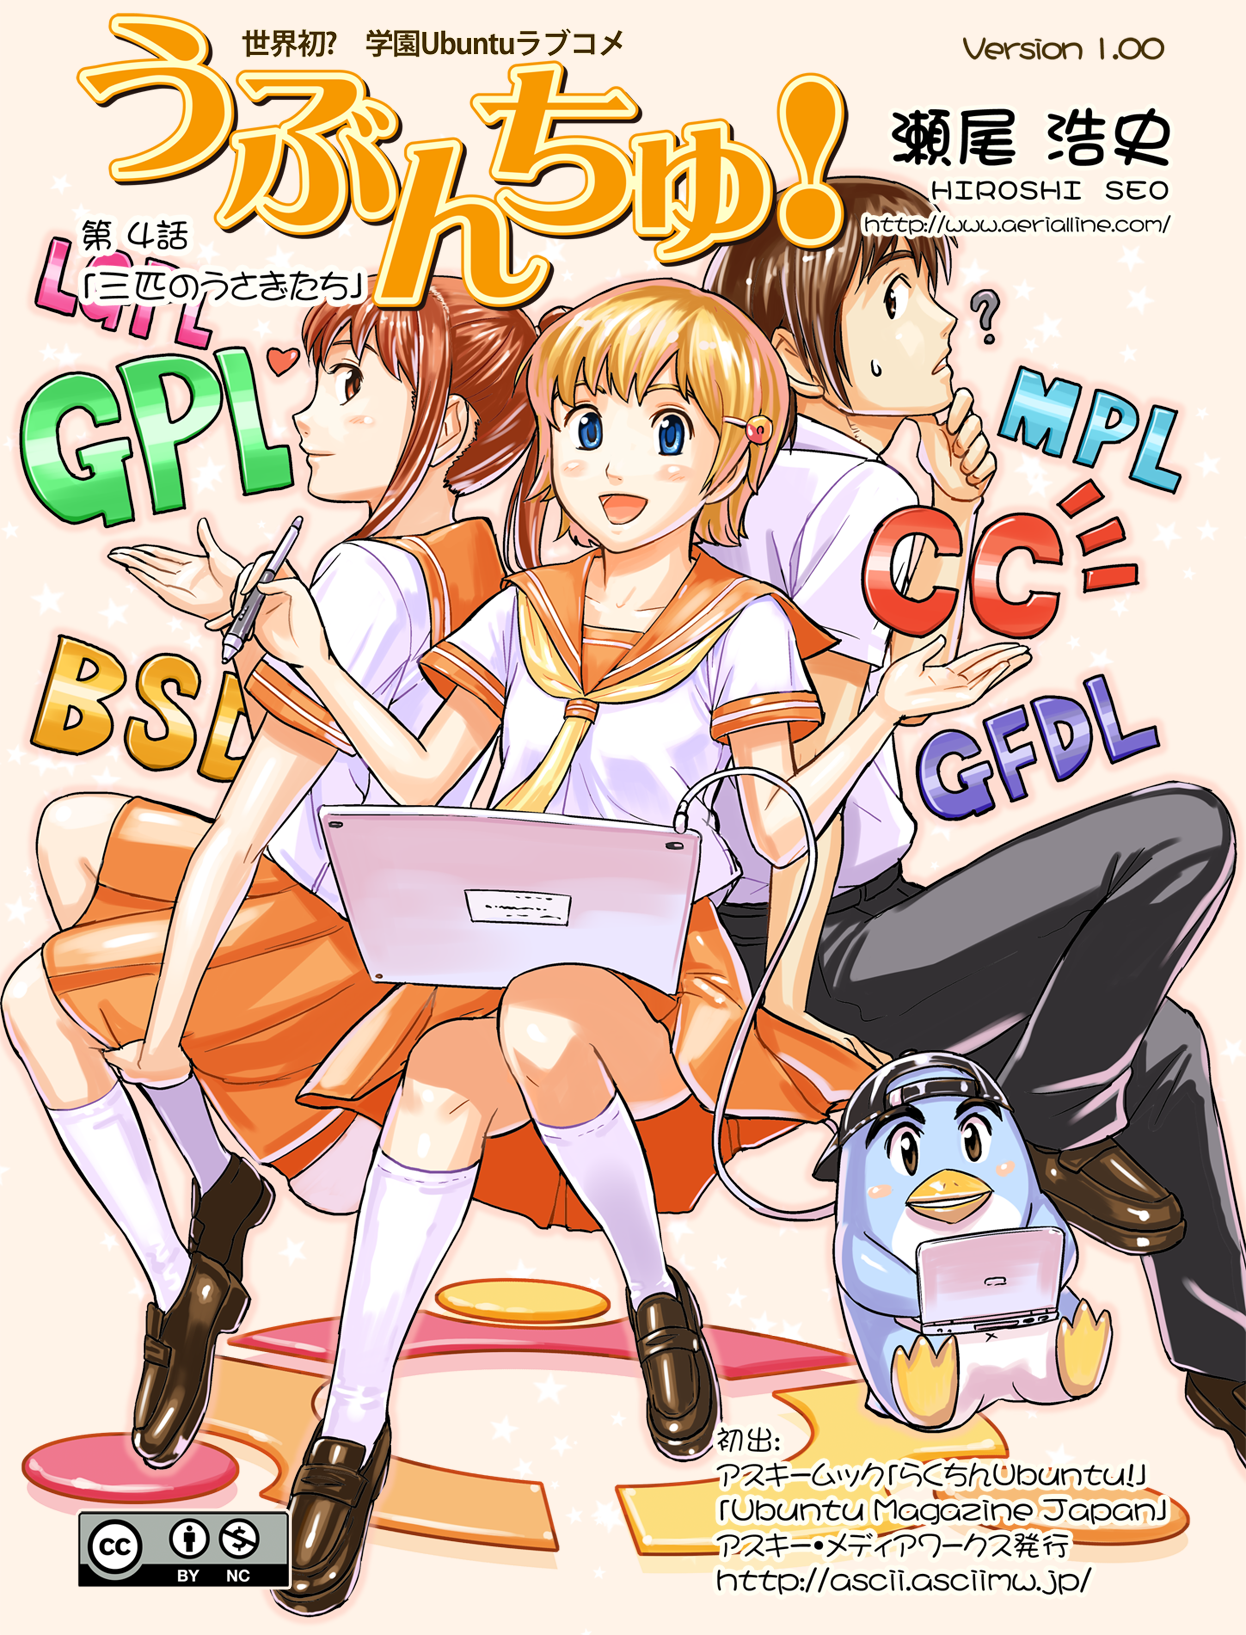 世界初?　学園Ubuntuラブコメ
Version 1.00
うぶんちゅ!
瀬尾 浩史
HIROSHI SEO
http://www.aerialline.com/
第 4話
「三匹のうさぎたち」
LGPL
GPL
BSD
?
MPL
CC
GFDL
初出:
アスキームック「らくちんUbuntu!」
「Ubuntu Magazine Japan」
アスキー・メディアワークス発行
http://ascii.asciimw.jp/
cc
BY NC